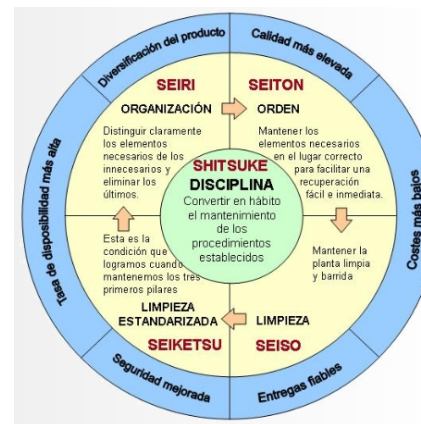 Diversificación del producto
Calidad más elevada
Costes más bajos
Entregas fiables
Seguridad mejorada
Tasa de disposibilidad más alta
SEIRI
ORGANIZACIÓN
Distinguir claramente
los elementos
necesarios de los
innecesarios y
eliminar los
últimos.
SEITON
ORDEN
Mantener los
elementos necesarios
en el lugar correcto
para facilitar una
recuperación
fácil e inmediata.
SHITSUKE
DISCIPLINA
Convertir en hábito
el mantenimiento
de los
procedimientos
establecidos
Mantener la
planta limpia
y barrida
LIMPIEZA
SEISO
Esta es la
condición que
logramos cuando
mantenemos los tres
primeros pilares
LIMPIEZA
ESTANDARIZADA
SEIKETSU